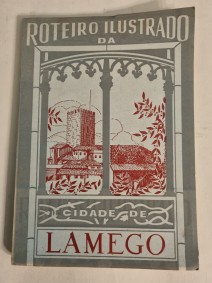 ROTEIRO ILUSTRADO
DA
CIDADE DE
LAMEGO